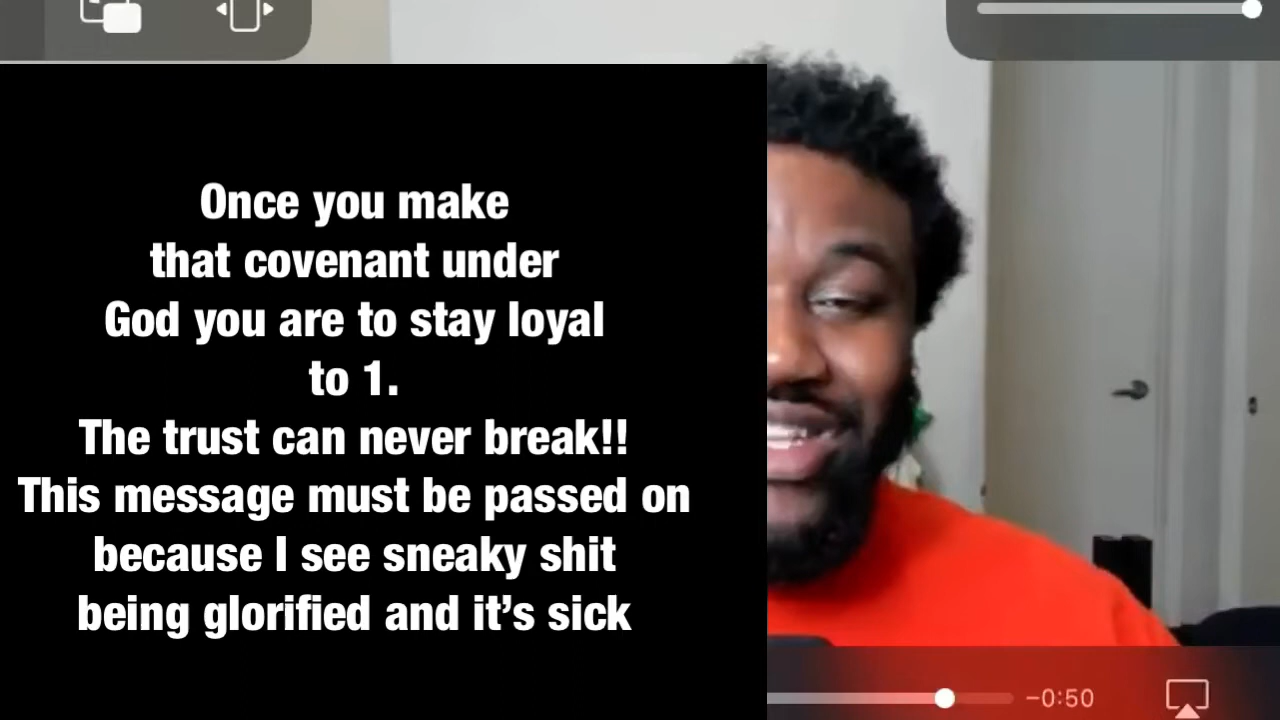 Once you make
that covenant under
God you are to stay loyal
to 1.
The trust can never break!!
This message must be passed on
because I see sneaky shit
being glorified and it’s sick
-0:50